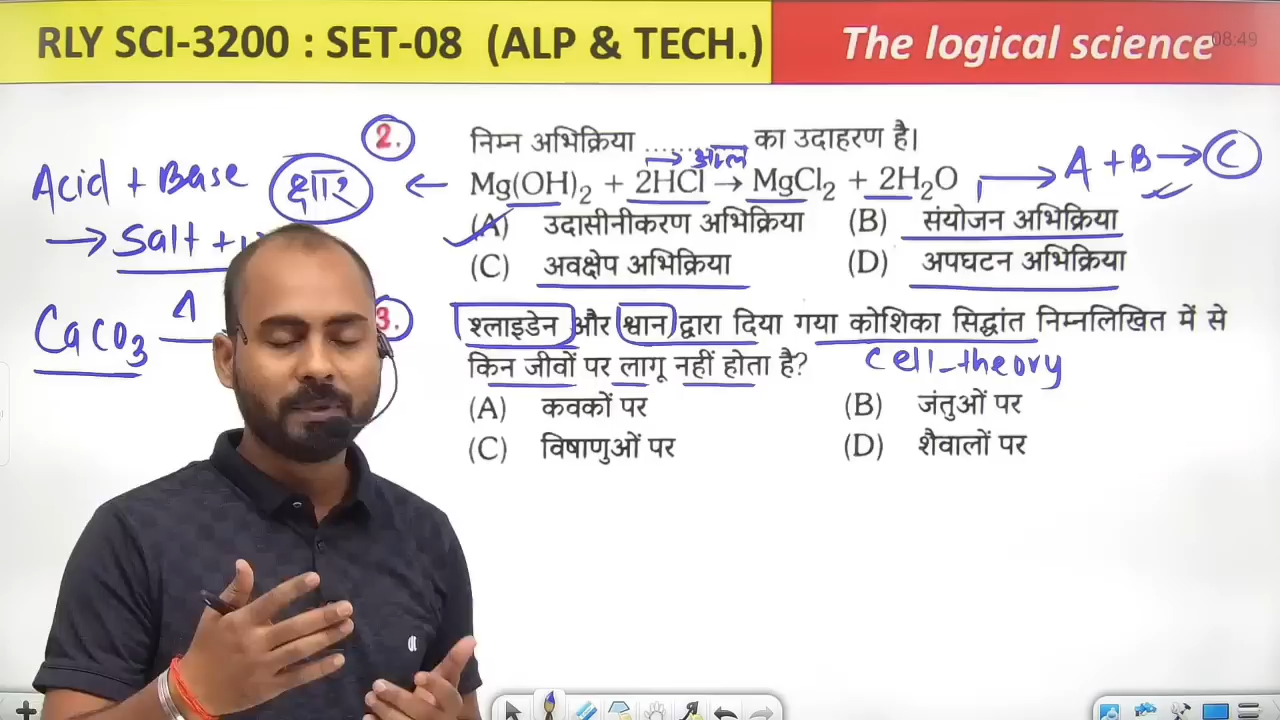 RLY SCI-3200 : SET-08 (ALP & TECH.)
The logical science
08:49
2. निम्न अभिक्रिया ........ का उदाहरण है।
अम्ल
Mg(OH)₂ + 2HCl → MgCl₂ + 2H₂O
→ A + B → C
(A) उदासीनीकरण अभिक्रिया (B) संयोजन अभिक्रिया
(C) अवक्षेप अभिक्रिया (D) अपघटन अभिक्रिया
Acid + Base क्षार ←
→ Salt +
CaCO₃ Δ
3. श्लाइडेन और श्वान द्वारा दिया गया कोशिका सिद्धांत निम्नलिखित में से
किन जीवों पर लागू नहीं होता है?
cell-theory
(A) कवकों पर (B) जंतुओं पर
(C) विषाणुओं पर (D) शैवालों पर